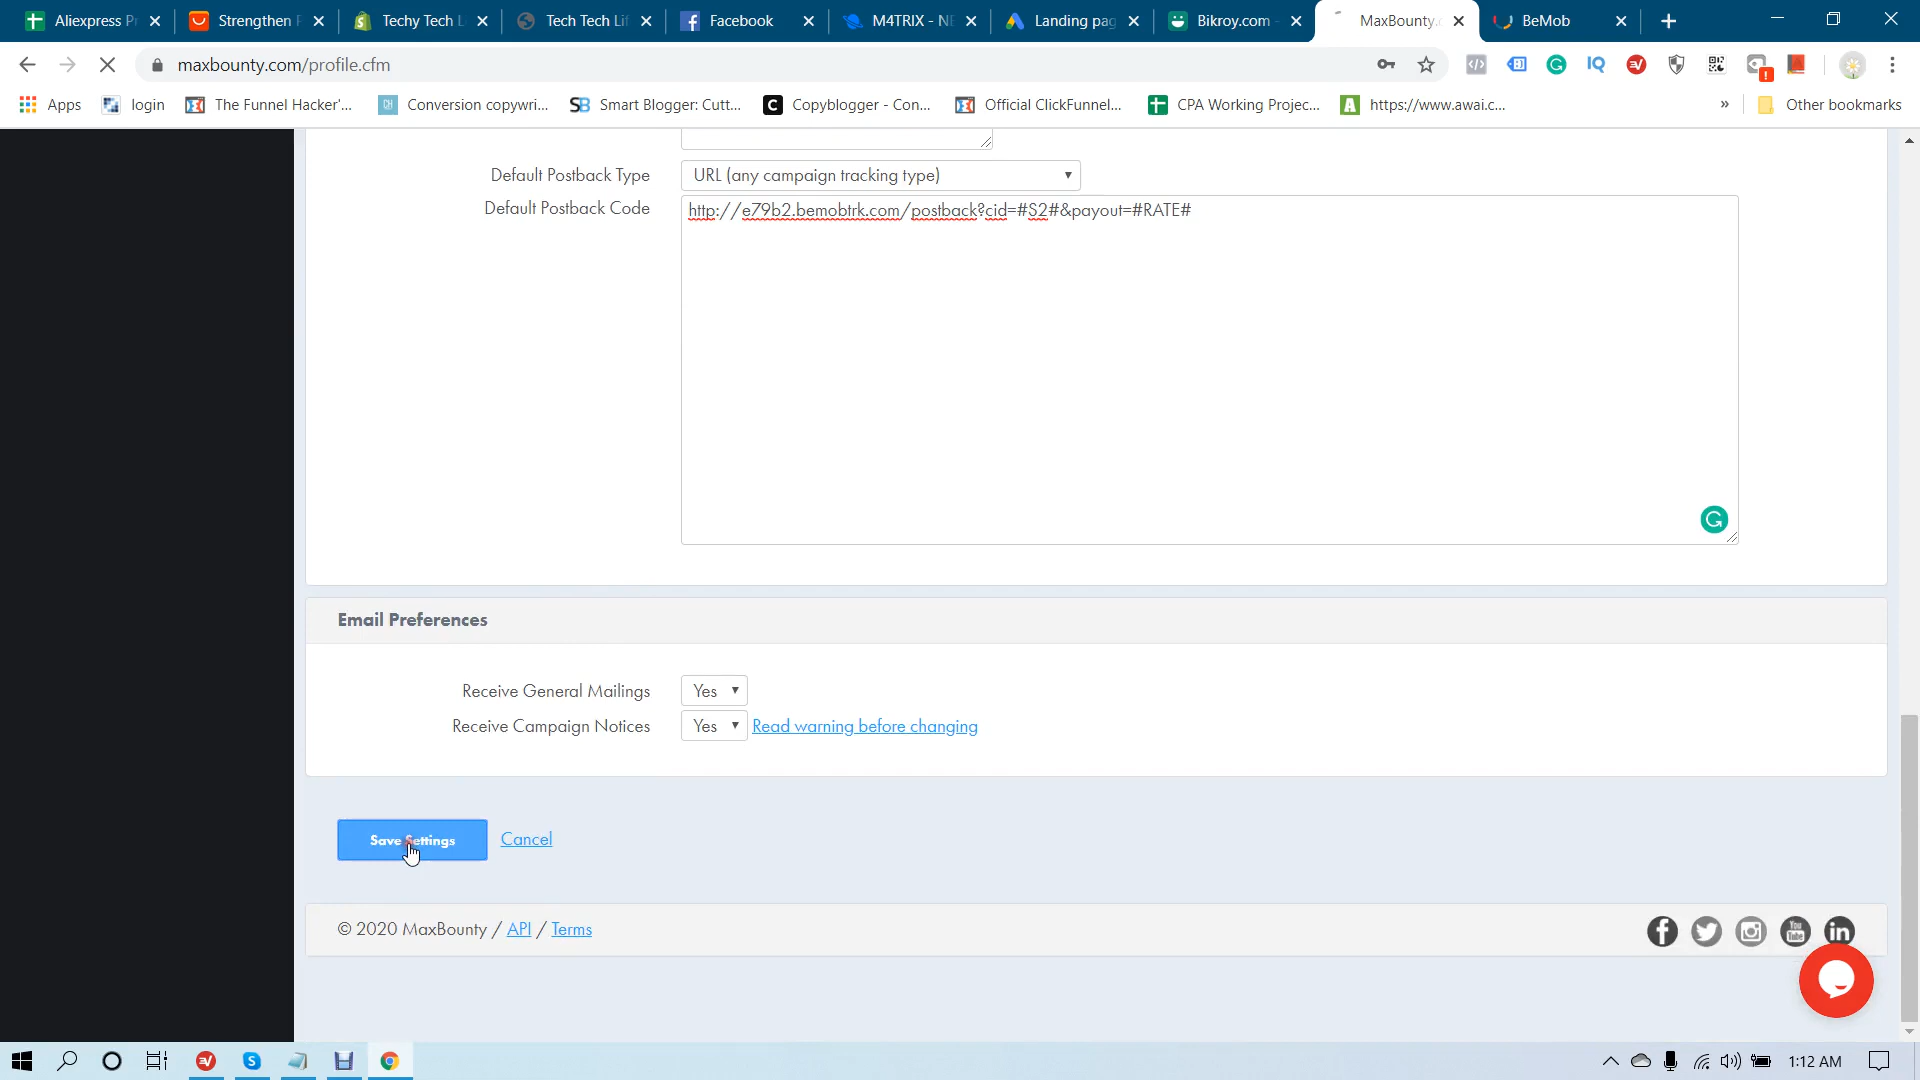 Aliexpress Pr
Strengthen F
Techy Tech L
Tech Tech Lif
Facebook
M4TRIX - NE
Landing pag
Bikroy.com -
MaxBounty.c
BeMob
maxbounty.com/profile.cfm
Apps
login
The Funnel Hacker'...
Conversion copywri...
Smart Blogger: Cutt...
Copyblogger - Con...
Official ClickFunnel...
CPA Working Projec...
https://www.awai.c...
»
Other bookmarks
Default Postback Type
URL (any campaign tracking type)
Default Postback Code
http://e79b2.bemobtrk.com/postback?cid=#S2#&payout=#RATE#
Email Preferences
Receive General Mailings
Yes
Receive Campaign Notices
Yes
Read warning before changing
Save Settings
Cancel
© 2020 MaxBounty / API / Terms
1:12 AM